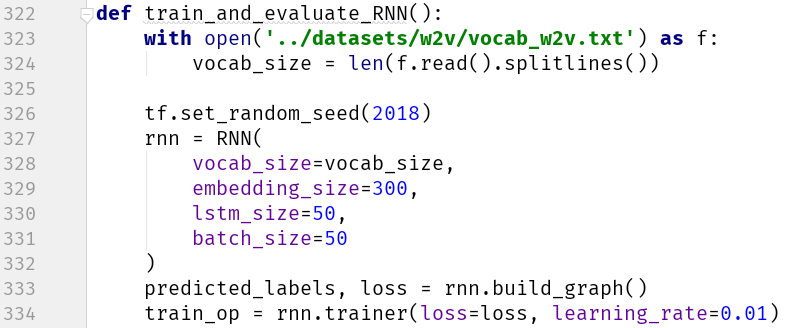 322 def train_and_evaluate_RNN():
323     with open('../datasets/w2v/vocab_w2v.txt') as f:
324         vocab_size = len(f.read().splitlines())
325
326     tf.set_random_seed(2018)
327     rnn = RNN(
328         vocab_size=vocab_size,
329         embedding_size=300,
330         lstm_size=50,
331         batch_size=50
332     )
333     predicted_labels, loss = rnn.build_graph()
334     train_op = rnn.trainer(loss=loss, learning_rate=0.01)